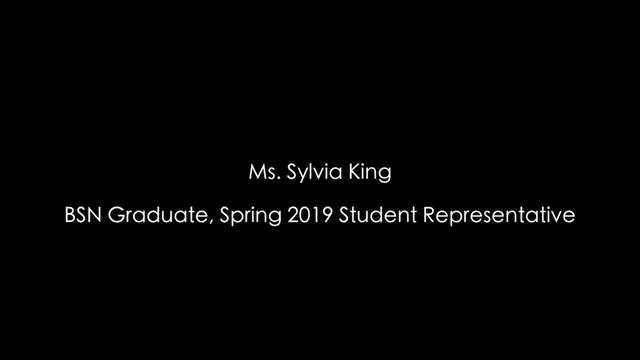 Ms. Sylvia King
BSN Graduate, Spring 2019 Student Representative